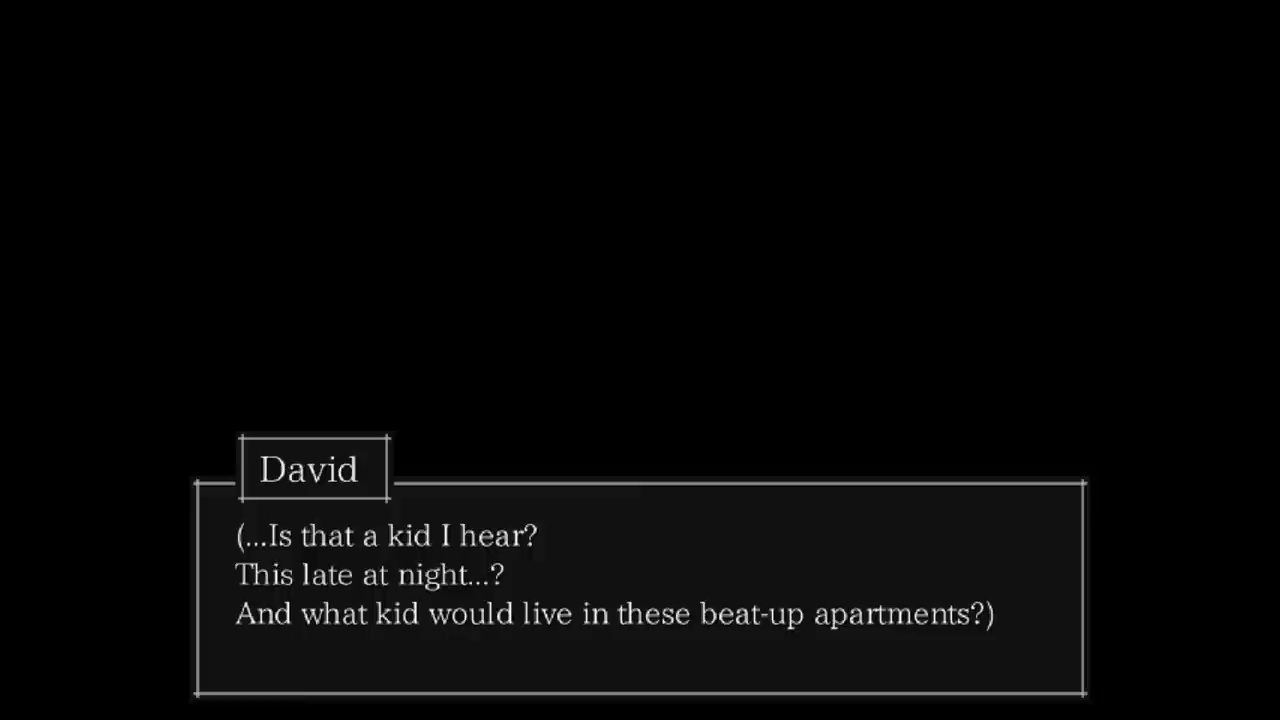 David
(...Is that a kid I hear?
This late at night...?
And what kid would live in these beat-up apartments?)